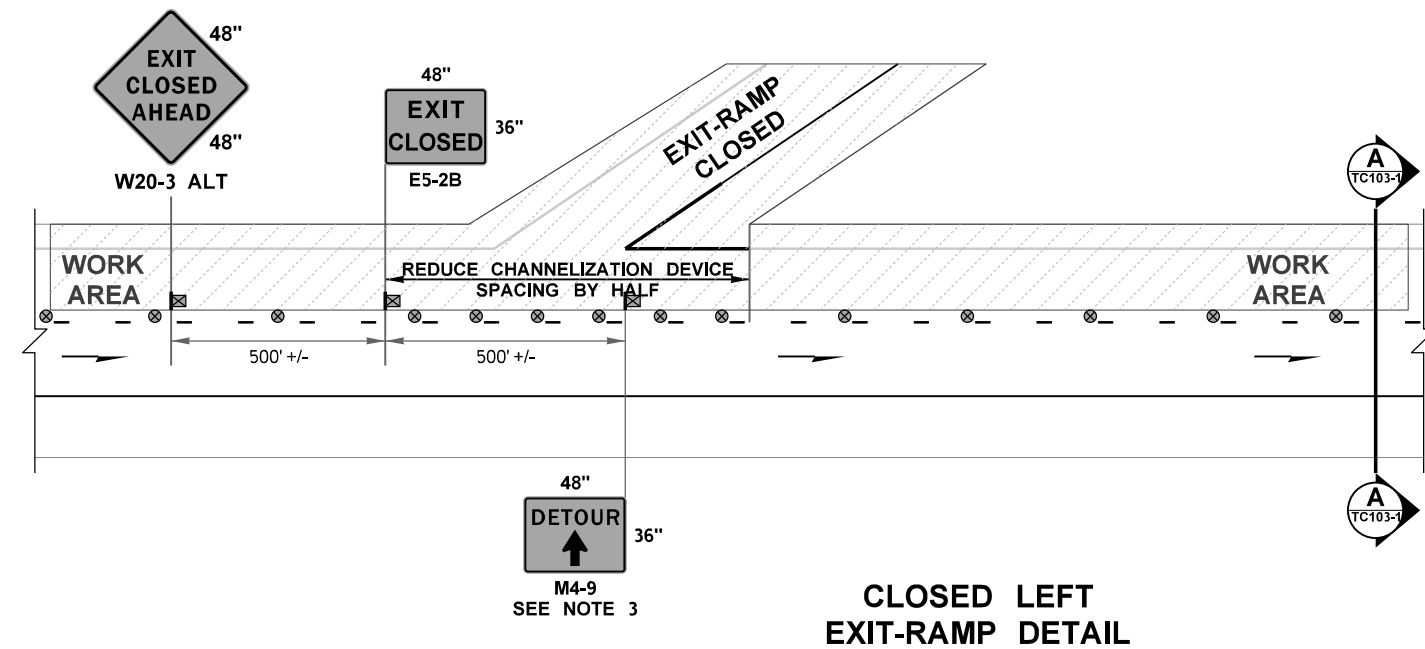 EXIT
CLOSED
AHEAD
48"
48"
W20-3 ALT
48"
EXIT
CLOSED
36"
E5-2B
EXIT-RAMP
CLOSED
A
TC103-1
WORK
AREA
REDUCE CHANNELIZATION DEVICE
SPACING BY HALF
WORK
AREA
500' +/-
500' +/-
48"
DETOUR
36"
M4-9
SEE NOTE 3
A
TC103-1
CLOSED LEFT
EXIT-RAMP DETAIL